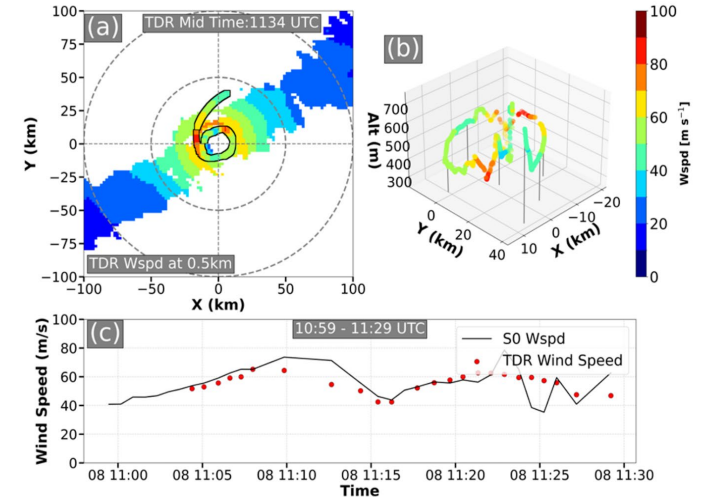 (a)
TDR Mid Time:1134 UTC
100
75
50
25
0
−25
−50
−75
−100
Y (km)
TDR Wspd at 0.5km
−100 −50 0 50 100
X (km)
(b)
700
600
500
400
300
Alt (m)
0
20
40
Y (km)
10
0
−10
−20
X (km)
100
80
60
40
20
0
Wspd [m s⁻¹]
(c)
10:59 - 11:29 UTC
S0 Wspd
TDR Wind Speed
100
80
60
40
20
0
Wind Speed (m/s)
08 11:00 08 11:05 08 11:10 08 11:15 08 11:20 08 11:25 08 11:30
Time